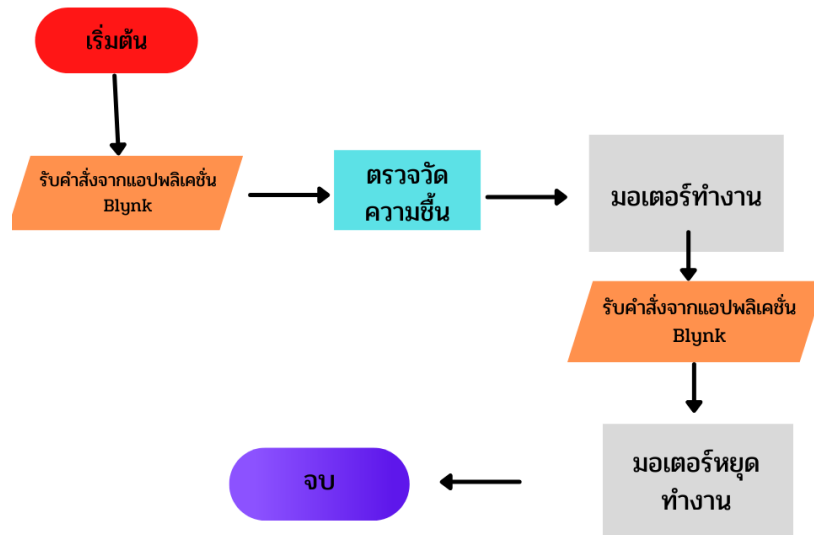 เริ่มต้น
รับคำสั่งจากแอปพลิเคชั่น
Blynk
ตรวจวัด
ความชื้น
มอเตอร์ทำงาน
รับคำสั่งจากแอปพลิเคชั่น
Blynk
มอเตอร์หยุด
ทำงาน
จบ